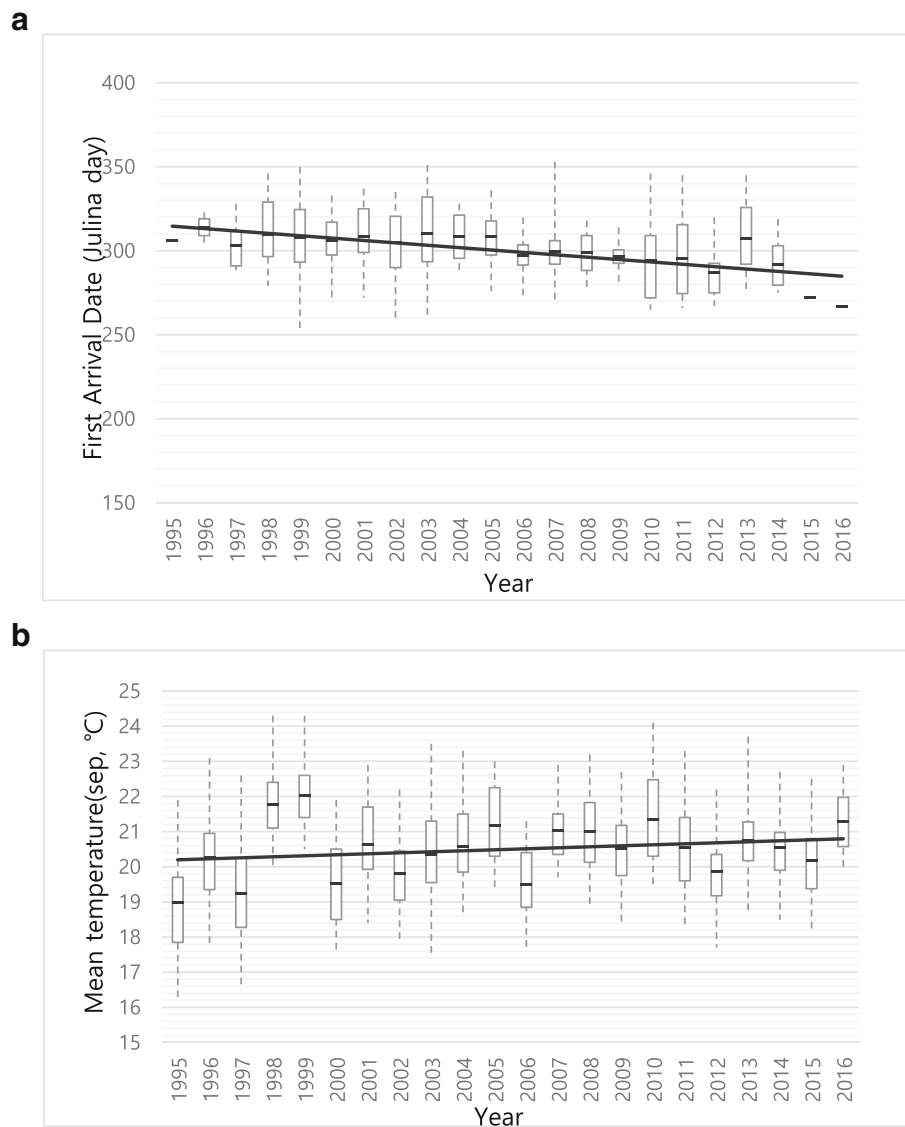 a
First Arrival Date (Julina day)
400
350
300
250
200
150
1995 1996 1997 1998 1999 2000 2001 2002 2003 2004 2005 2006 2007 2008 2009 2010 2011 2012 2013 2014 2015 2016
Year
b
Mean temperature(sep, ℃)
25
24
23
22
21
20
19
18
17
16
15
1995 1996 1997 1998 1999 2000 2001 2002 2003 2004 2005 2006 2007 2008 2009 2010 2011 2012 2013 2014 2015 2016
Year